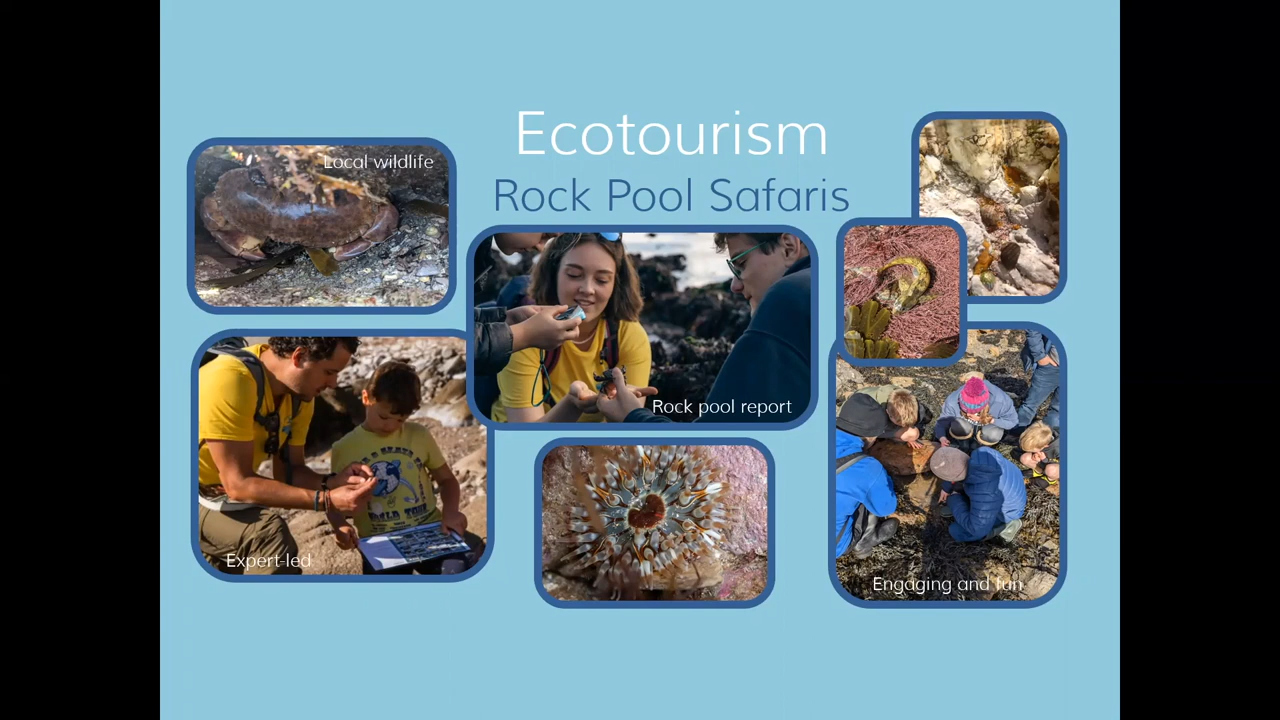 Ecotourism
Rock Pool Safaris
Local wildlife
Rock pool report
Expert-led
Engaging and fun